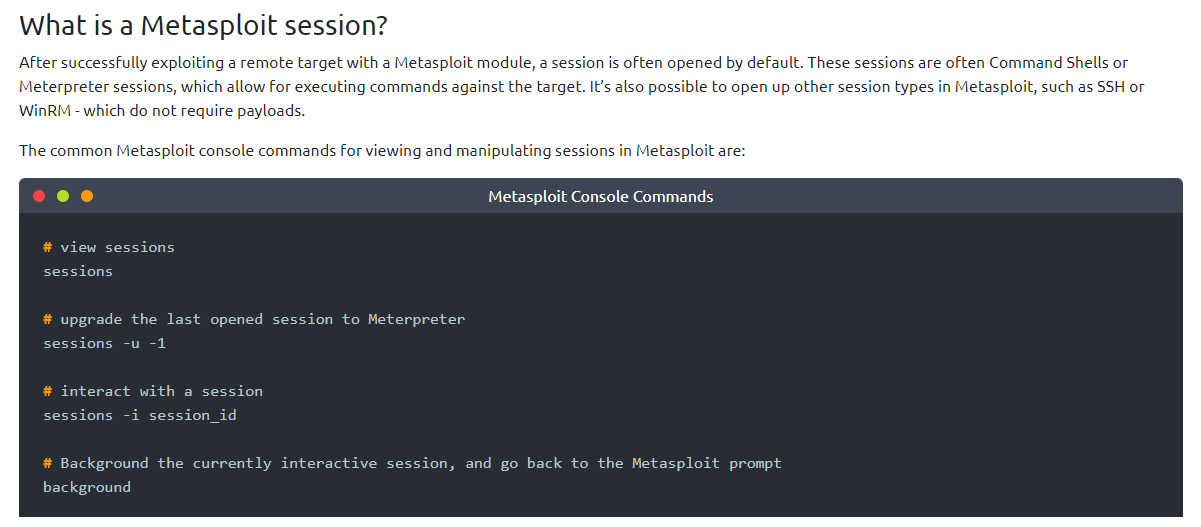 What is a Metasploit session?
After successfully exploiting a remote target with a Metasploit module, a session is often opened by default. These sessions are often Command Shells or
Meterpreter sessions, which allow for executing commands against the target. It’s also possible to open up other session types in Metasploit, such as SSH or
WinRM - which do not require payloads.
The common Metasploit console commands for viewing and manipulating sessions in Metasploit are:
Metasploit Console Commands
# view sessions
sessions
# upgrade the last opened session to Meterpreter
sessions -u -1
# interact with a session
sessions -i session_id
# Background the currently interactive session, and go back to the Metasploit prompt
background